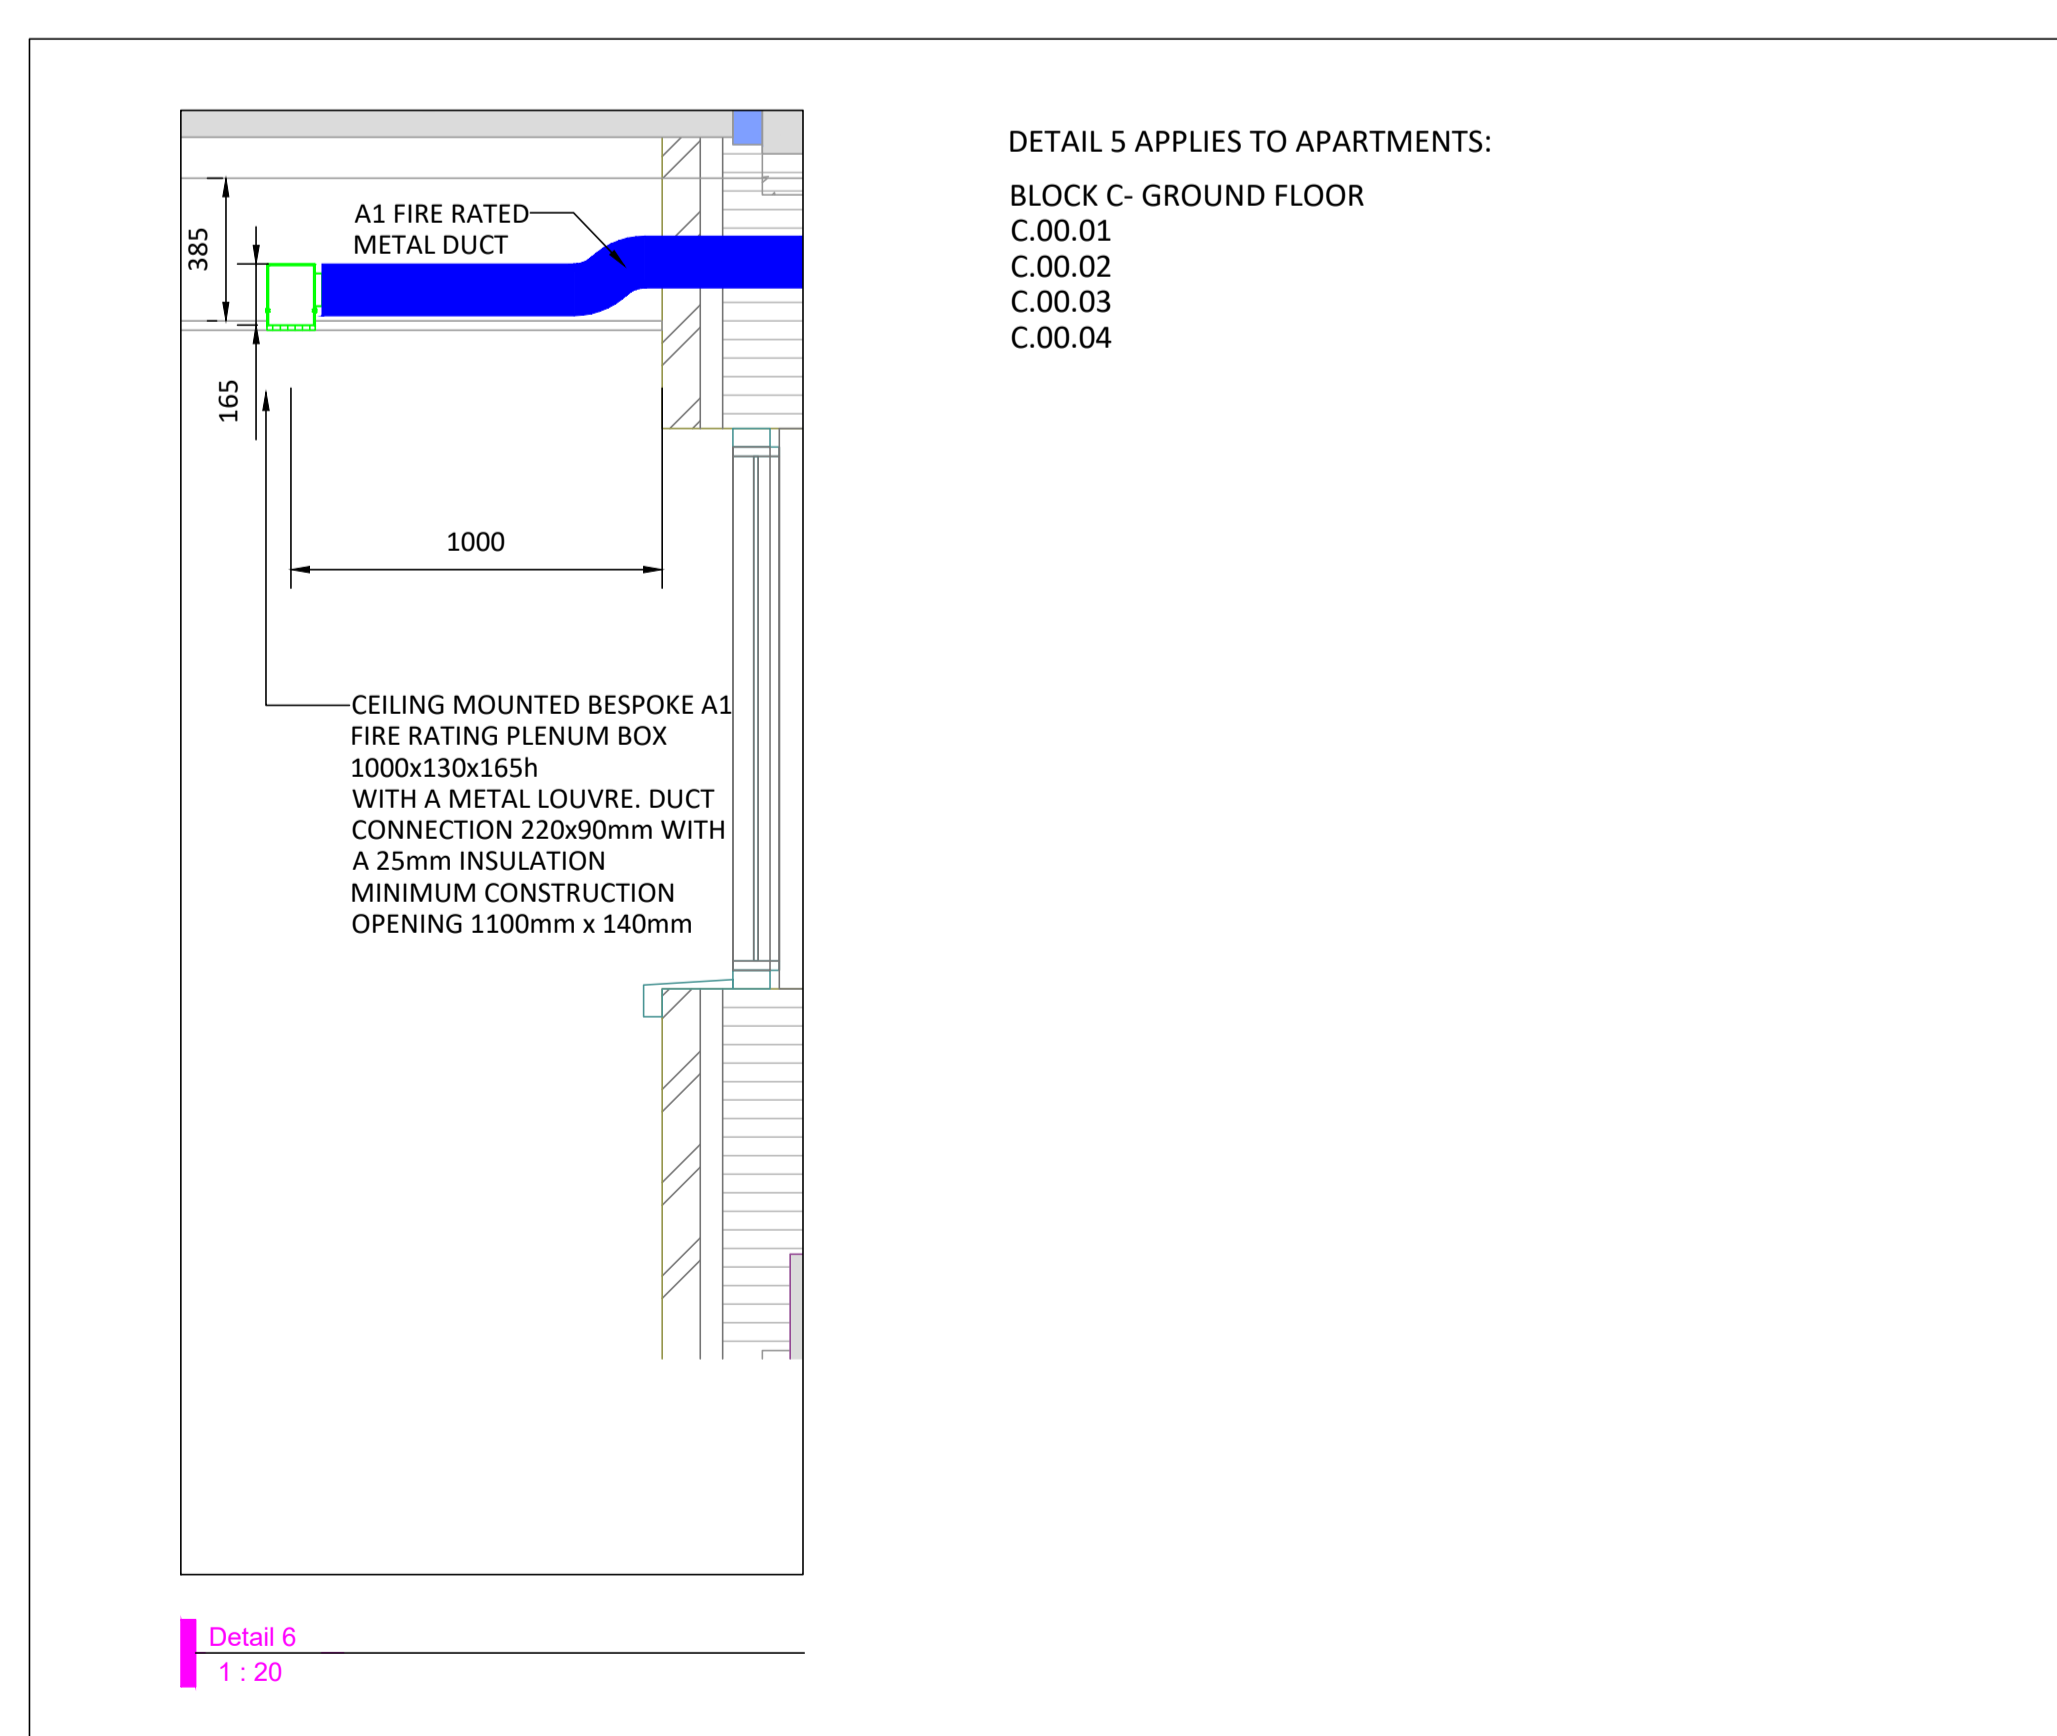 385
A1 FIRE RATED
METAL DUCT
165
1000
CEILING MOUNTED BESPOKE A1
FIRE RATING PLENUM BOX
1000x130x165h
WITH A METAL LOUVRE. DUCT
CONNECTION 220x90mm WITH
A 25mm INSULATION
MINIMUM CONSTRUCTION
OPENING 1100mm x 140mm
Detail 6
1 : 20
DETAIL 5 APPLIES TO APARTMENTS:
BLOCK C- GROUND FLOOR
C.00.01
C.00.02
C.00.03
C.00.04